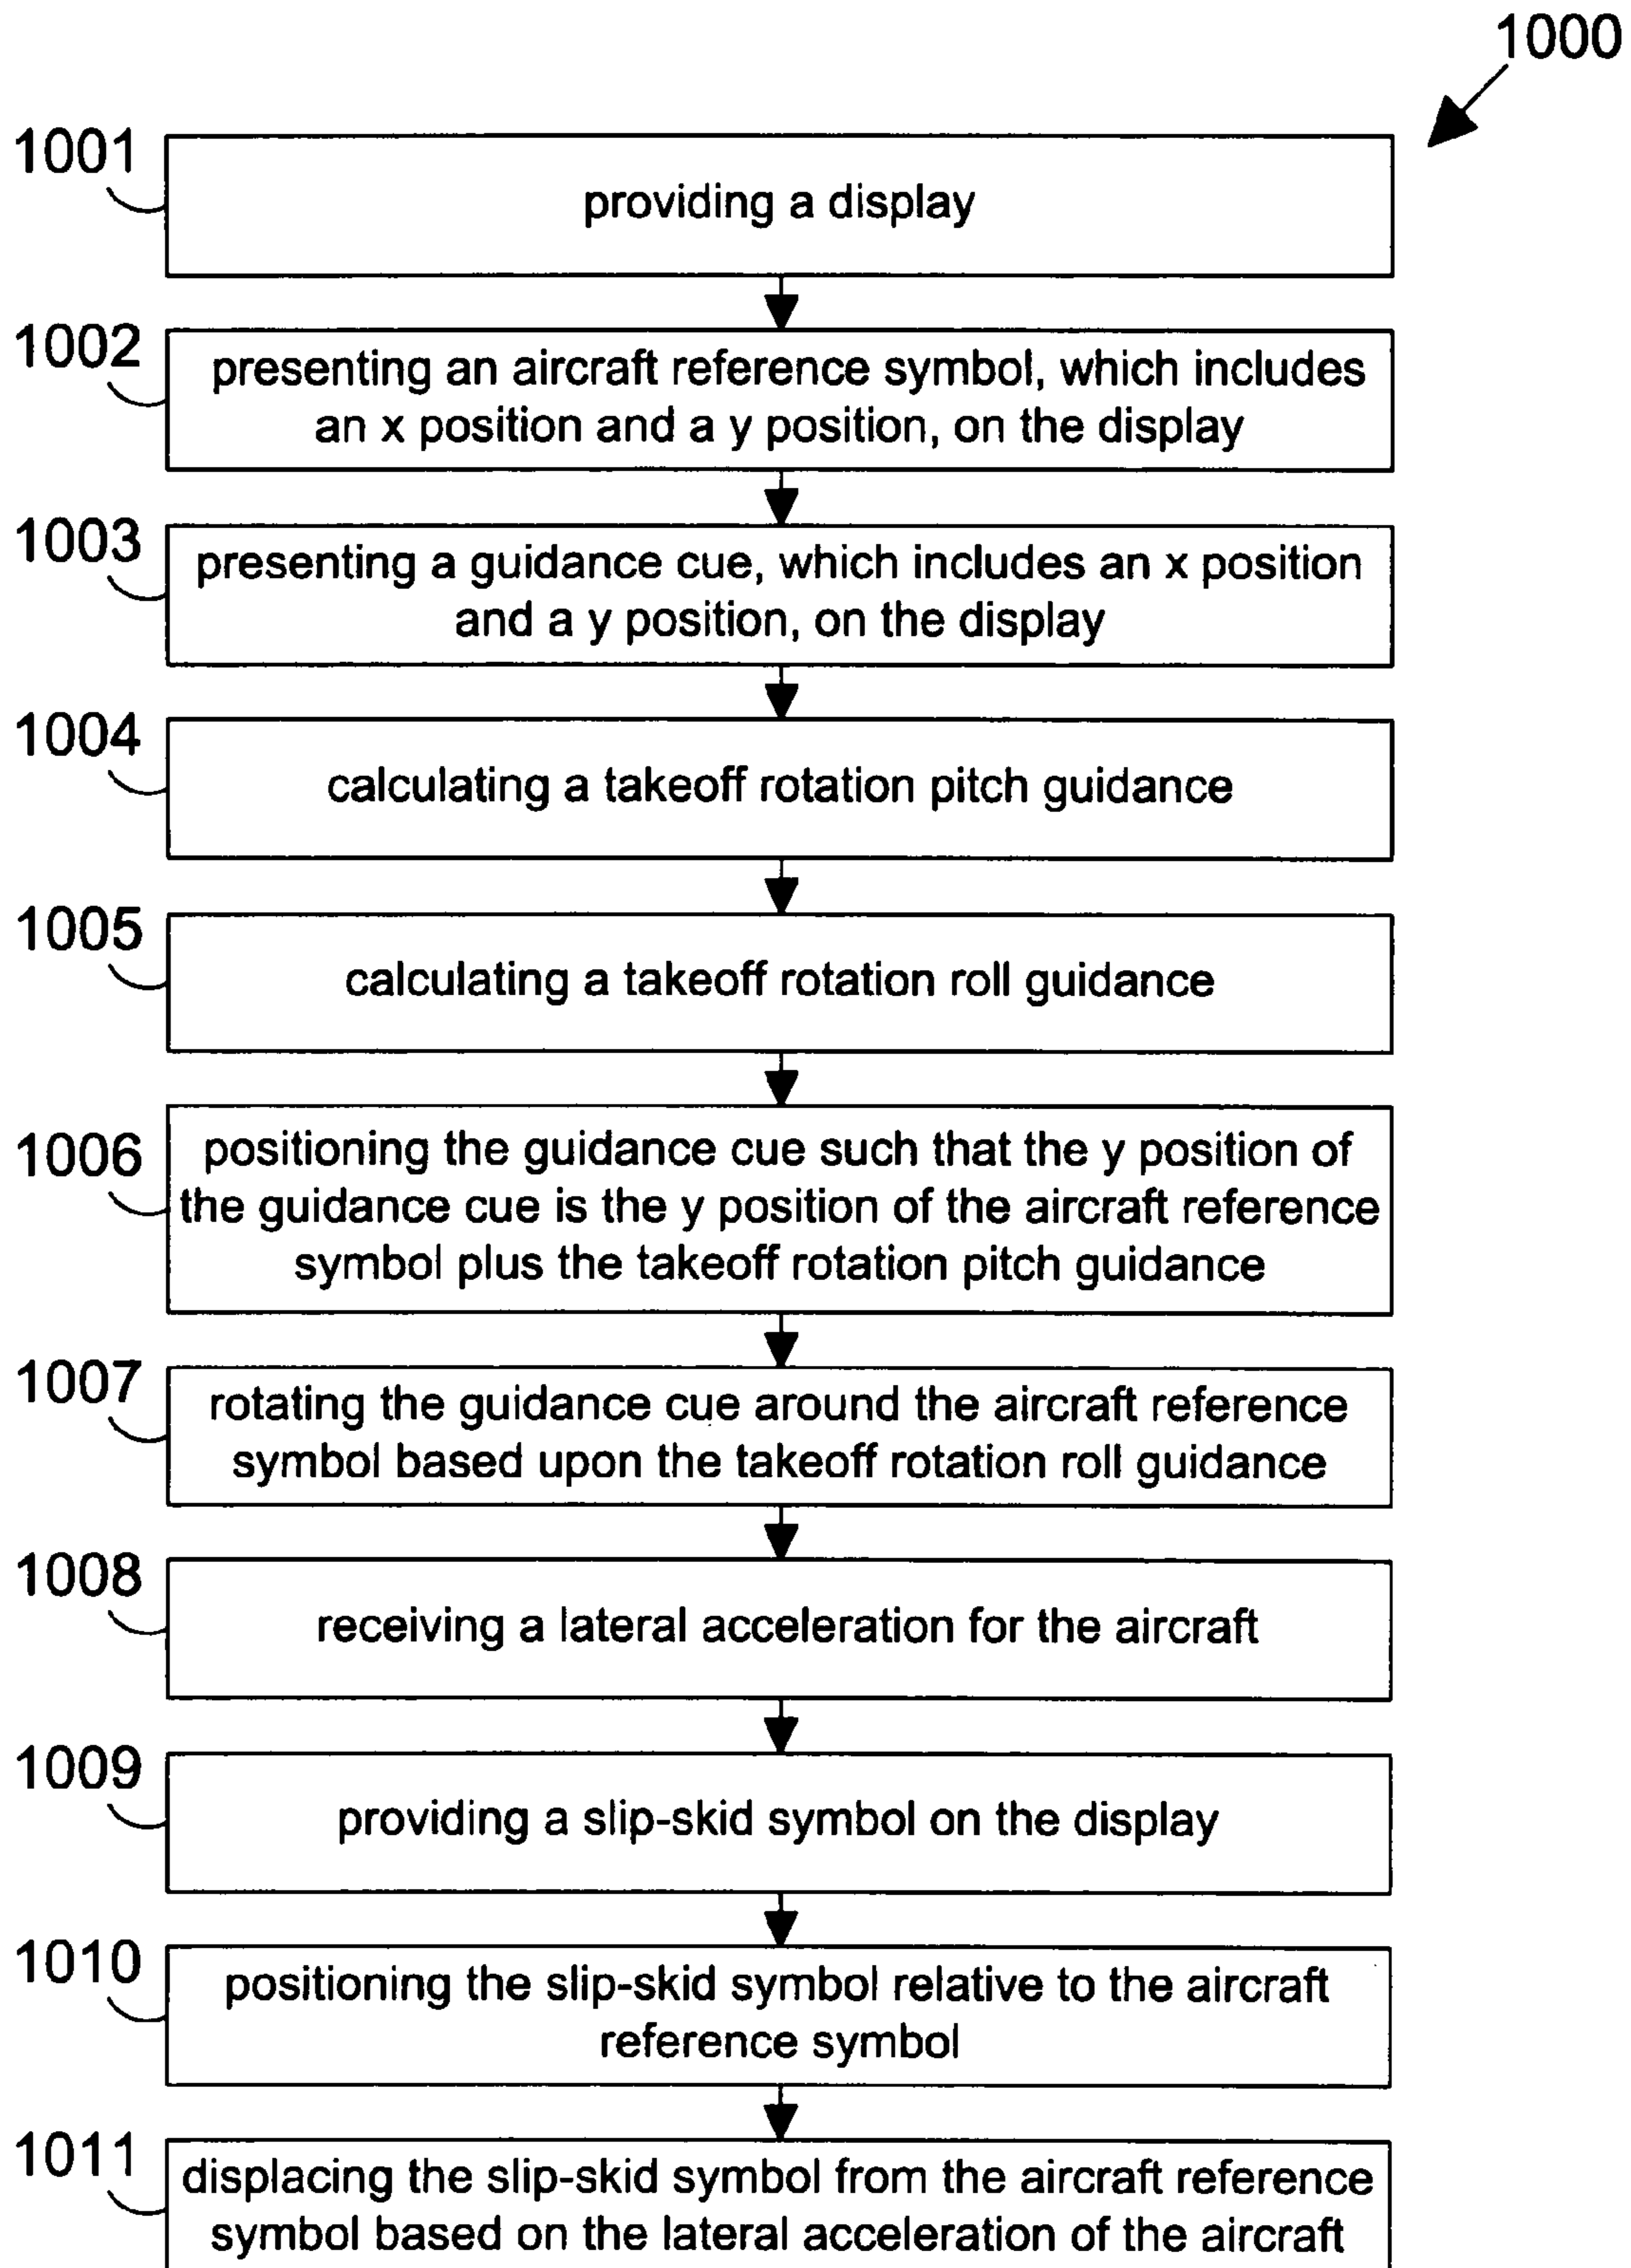 1000
1001
providing a display
1002
presenting an aircraft reference symbol, which includes
an x position and a y position, on the display
1003
presenting a guidance cue, which includes an x position
and a y position, on the display
1004
calculating a takeoff rotation pitch guidance
1005
calculating a takeoff rotation roll guidance
1006
positioning the guidance cue such that the y position of
the guidance cue is the y position of the aircraft reference
symbol plus the takeoff rotation pitch guidance
1007
rotating the guidance cue around the aircraft reference
symbol based upon the takeoff rotation roll guidance
1008
receiving a lateral acceleration for the aircraft
1009
providing a slip-skid symbol on the display
1010
positioning the slip-skid symbol relative to the aircraft
reference symbol
1011
displacing the slip-skid symbol from the aircraft reference
symbol based on the lateral acceleration of the aircraft